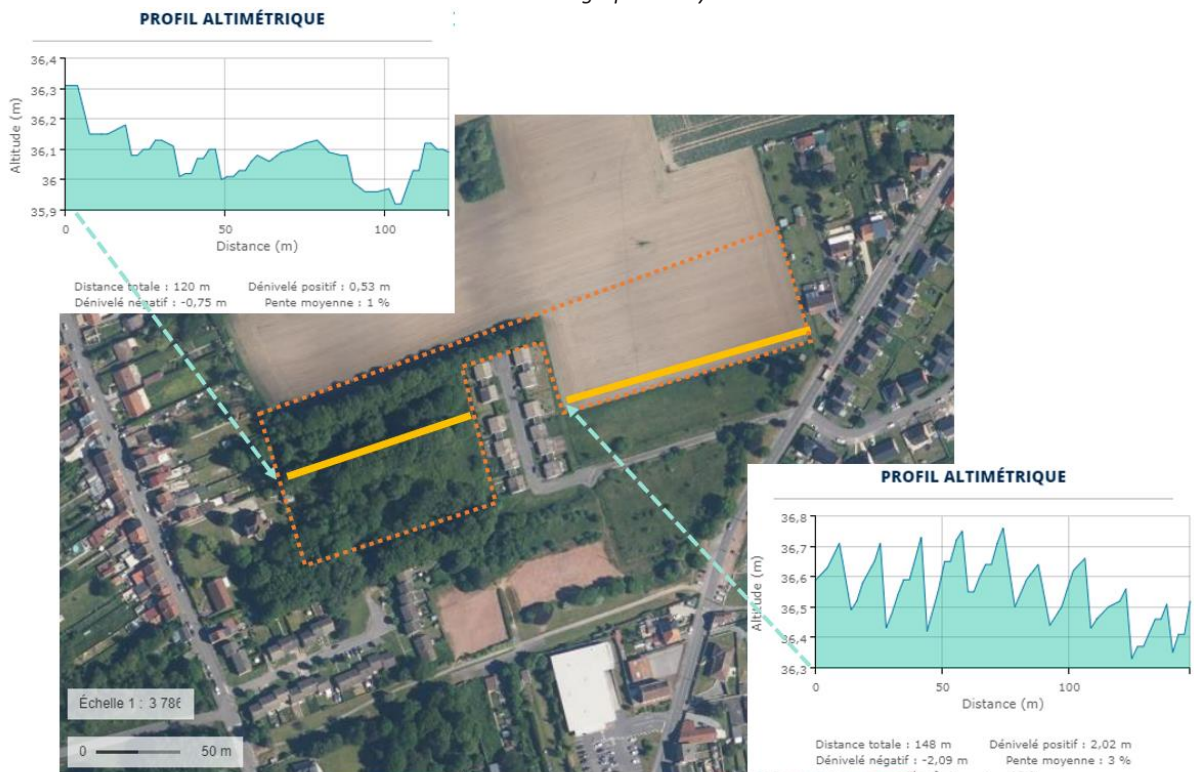 PROFIL ALTIMÉTRIQUE
36,4
36,3
36,2
36,1
36
35,9
Altitude (m)
0 50 100
Distance (m)
Distance totale : 120 m Dénivelé positif : 0,53 m
Dénivelé négatif : -0,75 m Pente moyenne : 1 %
PROFIL ALTIMÉTRIQUE
36,8
36,7
36,6
36,5
36,4
36,3
Altitude (m)
0 50 100
Distance (m)
Distance totale : 148 m Dénivelé positif : 2,02 m
Dénivelé négatif : -2,09 m Pente moyenne : 3 %
Échelle 1 : 3 786
0 50 m